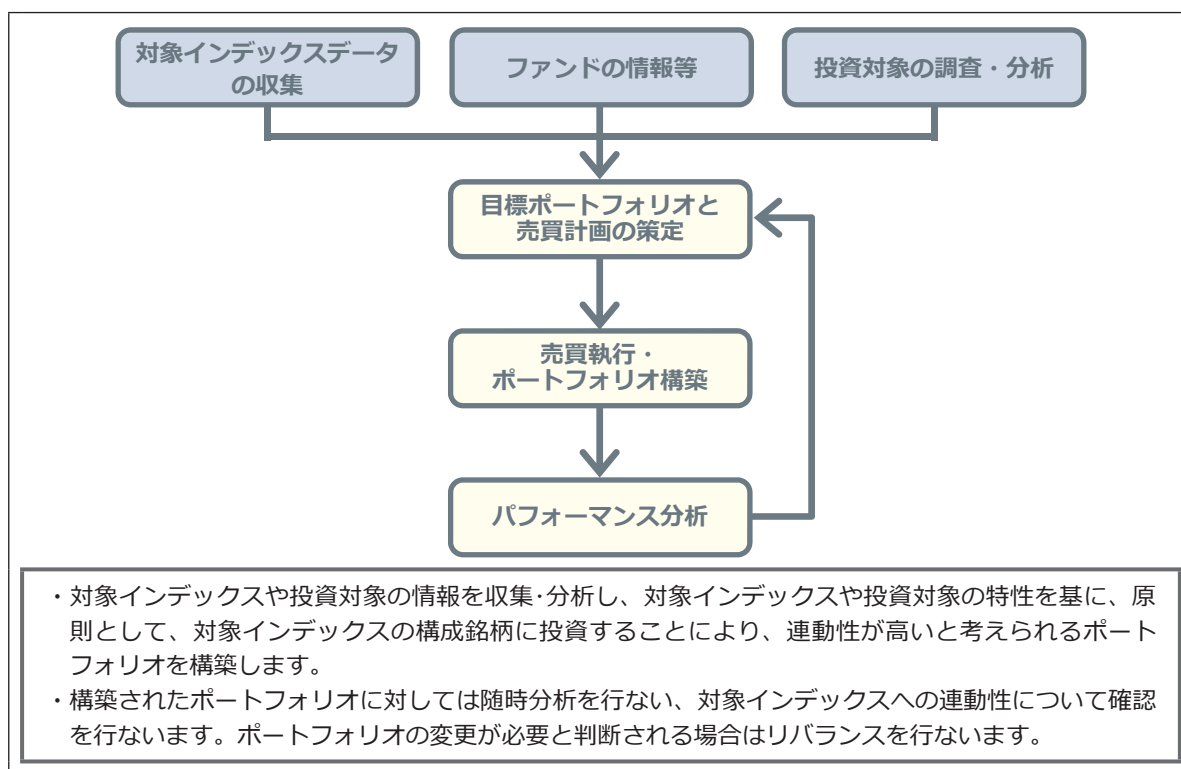 対象インデックスデータ
の収集
ファンドの情報等
投資対象の調査・分析
目標ポートフォリオと
売買計画の策定
売買執行・
ポートフォリオ構築
パフォーマンス分析
・対象インデックスや投資対象の情報を収集･分析し、対象インデックスや投資対象の特性を基に、原
則として、対象インデックスの構成銘柄に投資することにより、連動性が高いと考えられるポート
フォリオを構築します。
・構築されたポートフォリオに対しては随時分析を行ない、対象インデックスへの連動性について確認
を行ないます。ポートフォリオの変更が必要と判断される場合はリバランスを行ないます。